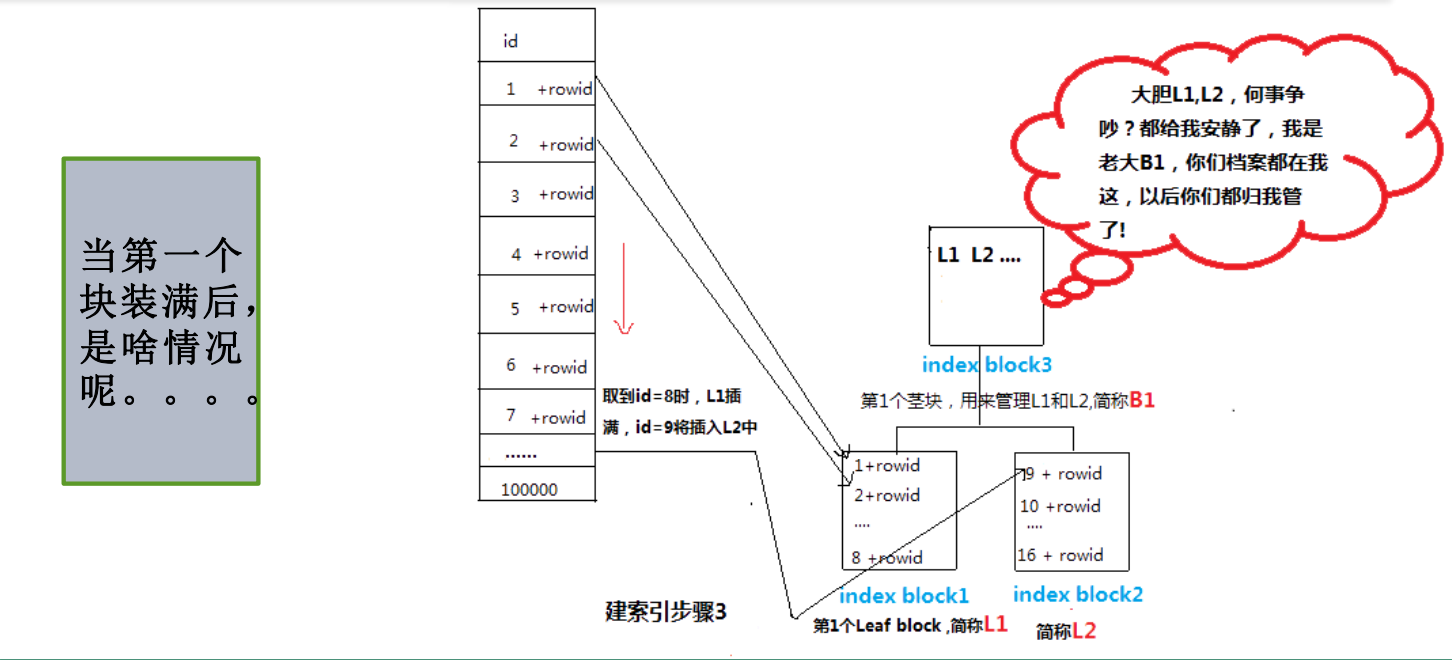 当第一个
块装满后，
是啥情况
呢。。。。
id
1 +rowid
2 +rowid
3 +rowid
4 +rowid
5 +rowid
6 +rowid
7 +rowid
......
100000
取到id=8时，L1插
满，id=9将插入L2中
建索引步骤3
大胆L1,L2，何事争
吵？都给我安静了，我是
老大B1，你们档案都在我
这，以后你们都归我管
了!
L1 L2 ....
index block3
第1个茎块，用来管理L1和L2,简称B1
1+rowid
2+rowid
....
8 +rowid
index block1
第1个Leaf block ,简称L1
9 + rowid
10 +rowid
....
16 + rowid
index block2
简称L2